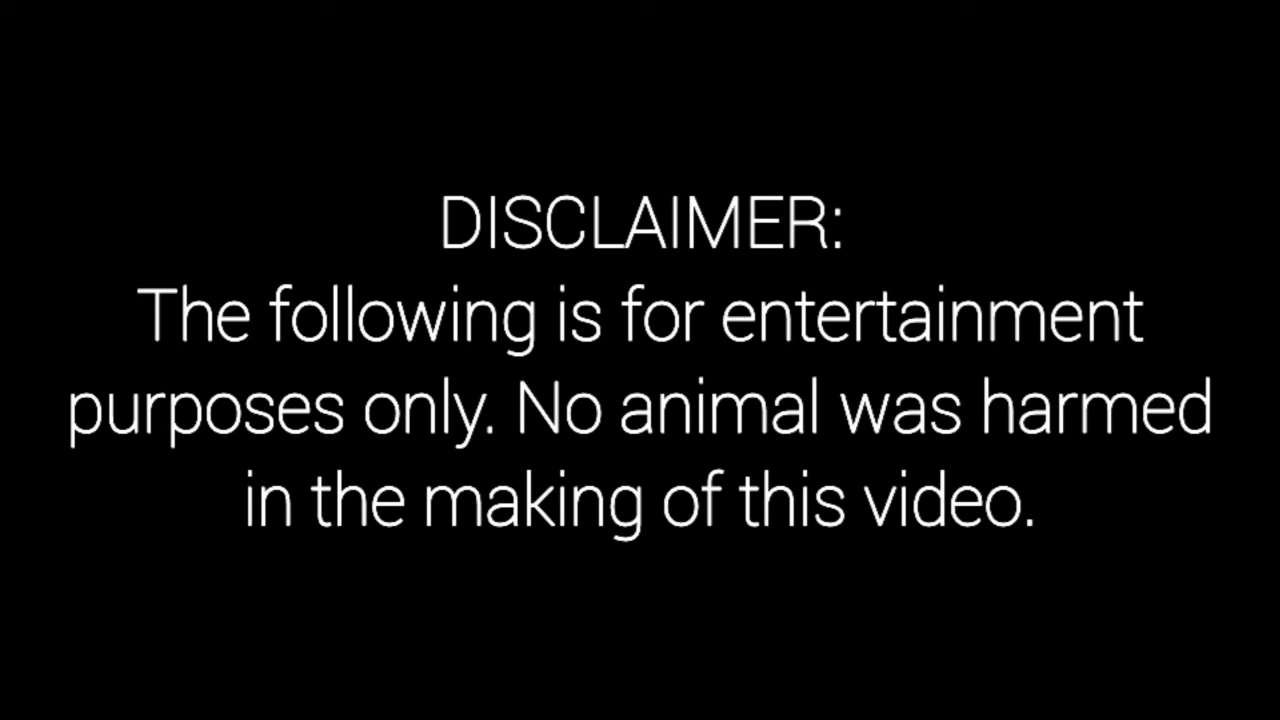 DISCLAIMER:
The following is for entertainment
purposes only. No animal was harmed
in the making of this video.